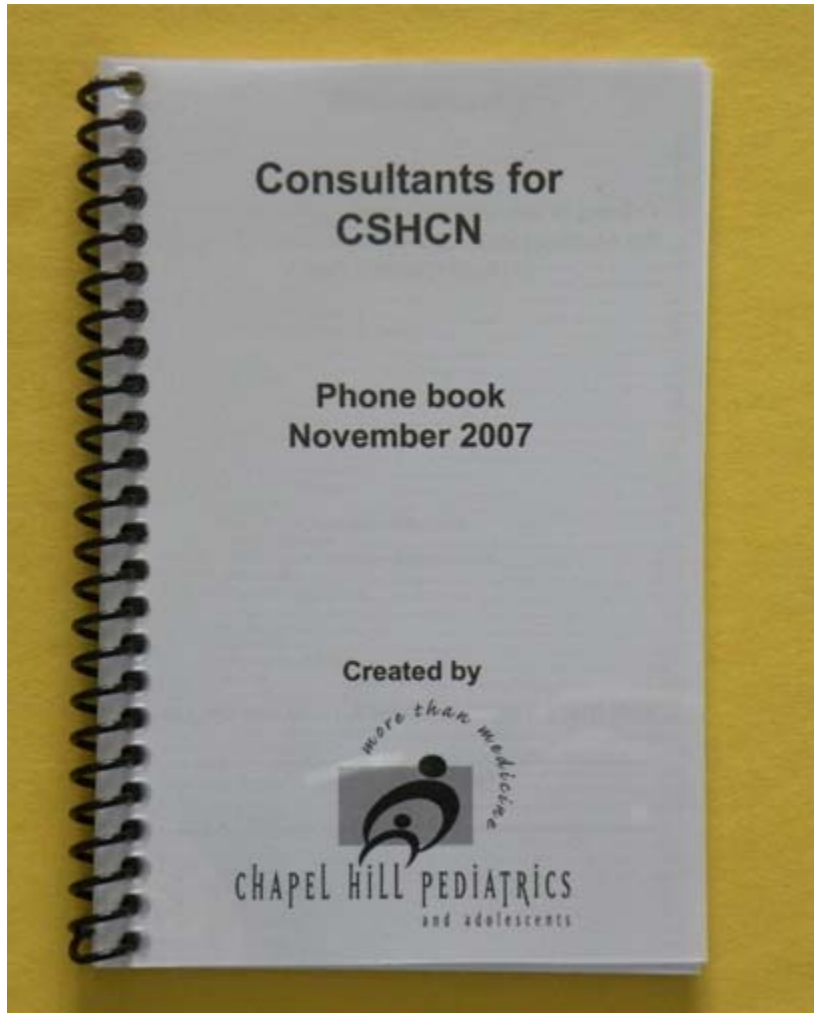 Consultants for
CSHCN
Phone book
November 2007
Created by
more than medicine
CHAPEL HILL PEDIATRICS
and adolescents